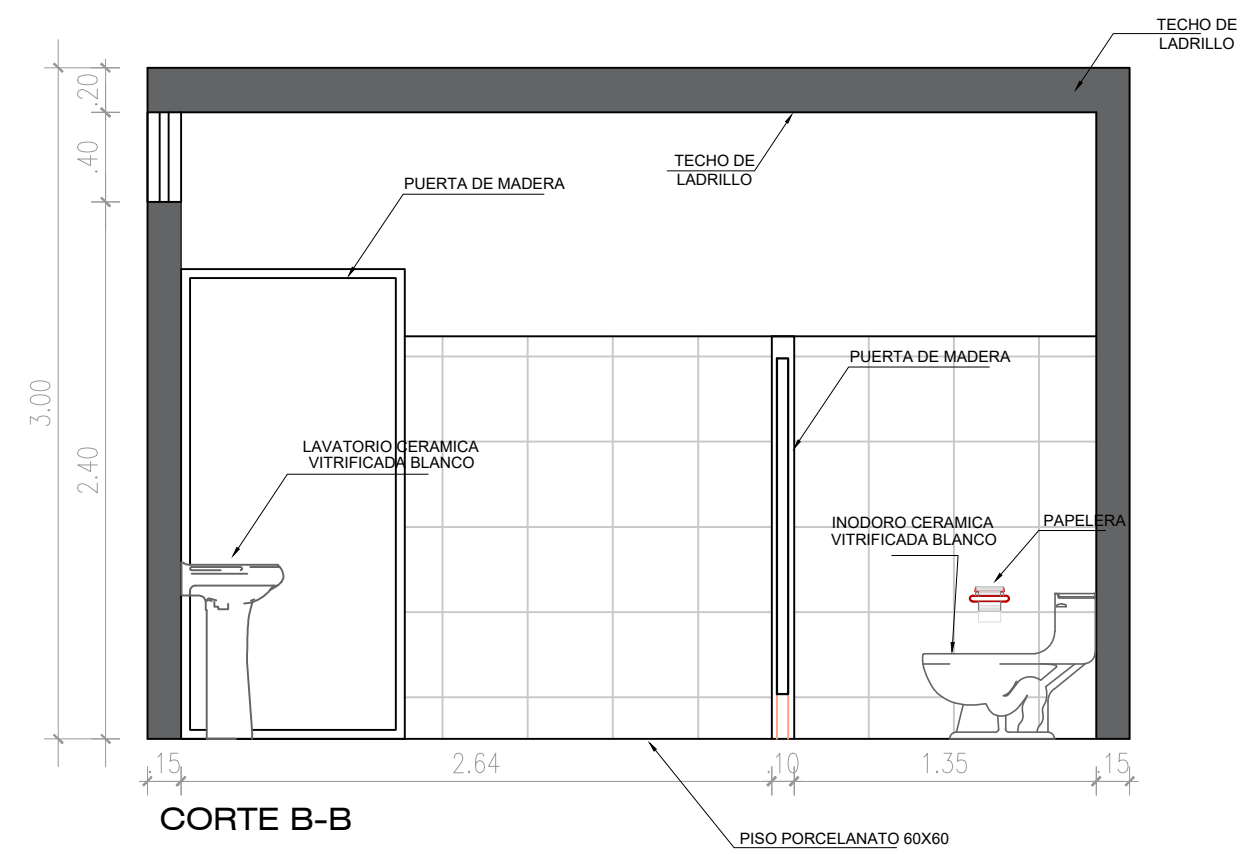 TECHO DE
LADRILLO
.20
.40
TECHO DE
LADRILLO
PUERTA DE MADERA
PUERTA DE MADERA
3.00
2.40
LAVATORIO CERAMICA
VITRIFICADA BLANCO
INODORO CERAMICA
VITRIFICADA BLANCO
PAPELERA
.15
2.64
.10
1.35
.15
CORTE B-B
PISO PORCELANATO 60X60